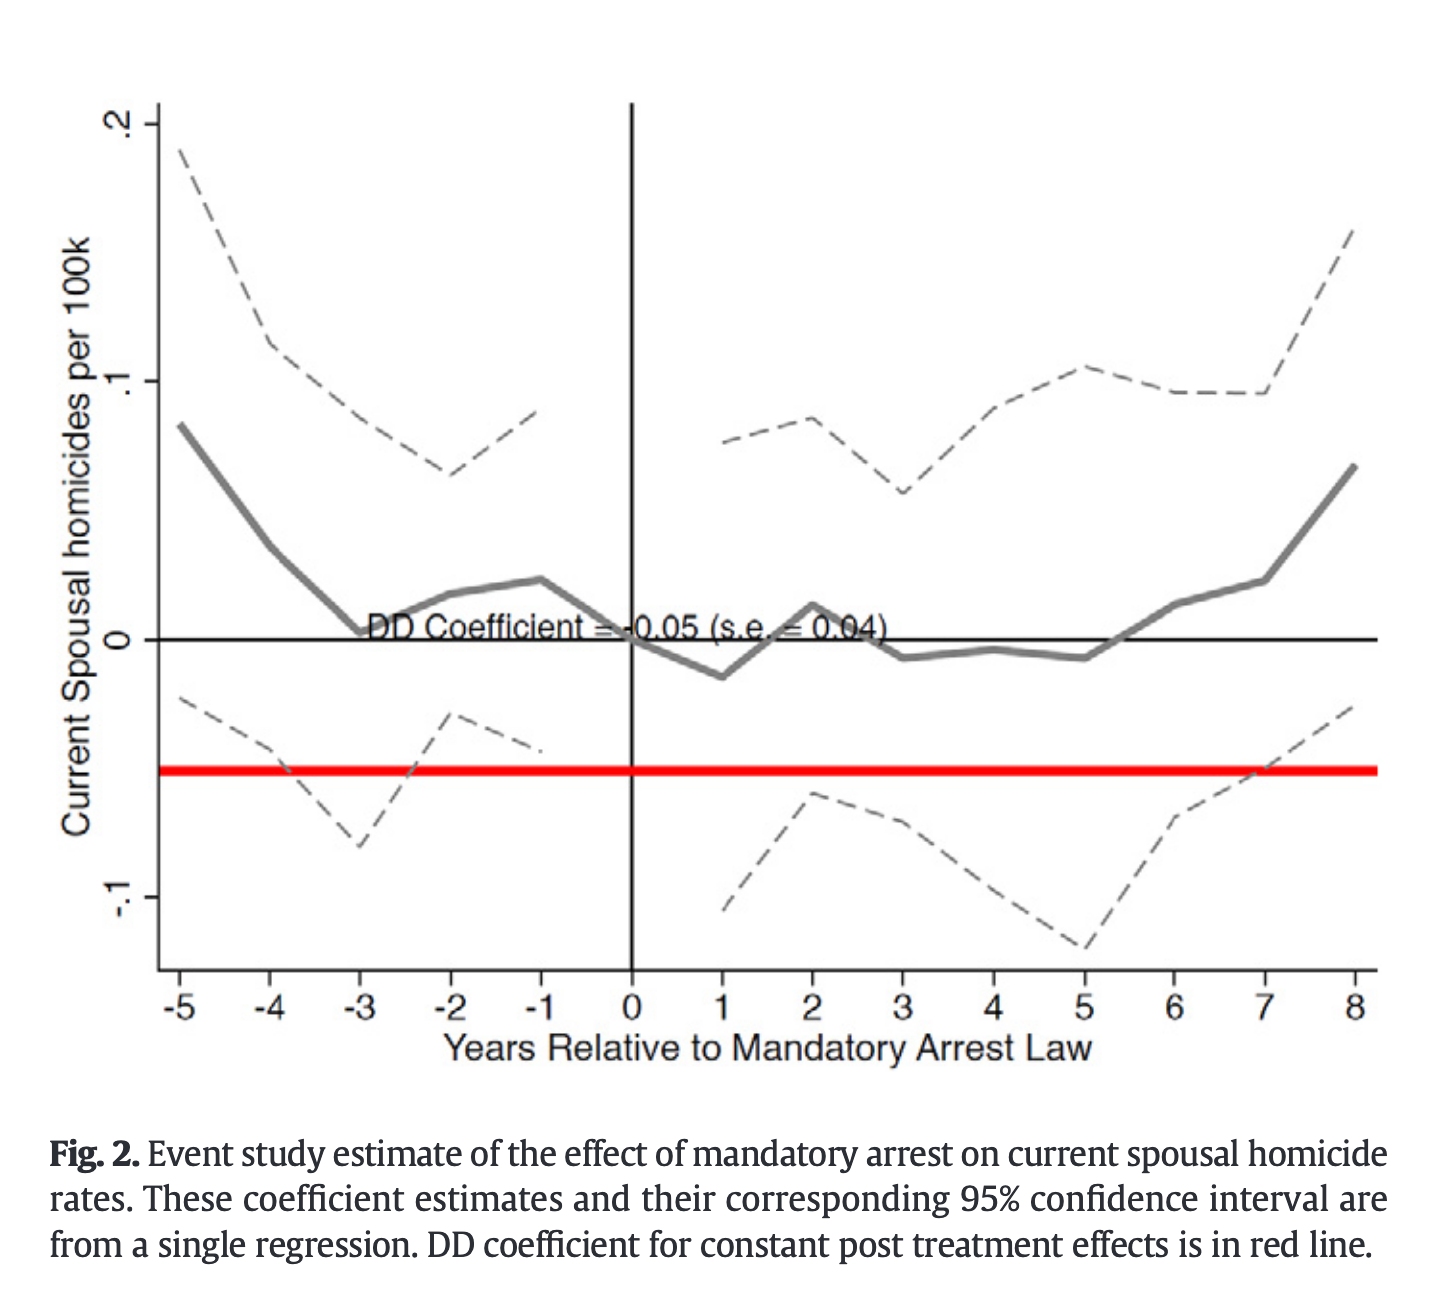 .2
.1
0
-.1
Current Spousal homicides per 100k
DD Coefficient = -0.05 (s.e. = 0.04)
-5 -4 -3 -2 -1 0 1 2 3 4 5 6 7 8
Years Relative to Mandatory Arrest Law
Fig. 2. Event study estimate of the effect of mandatory arrest on current spousal homicide
rates. These coefficient estimates and their corresponding 95% confidence interval are
from a single regression. DD coefficient for constant post treatment effects is in red line.